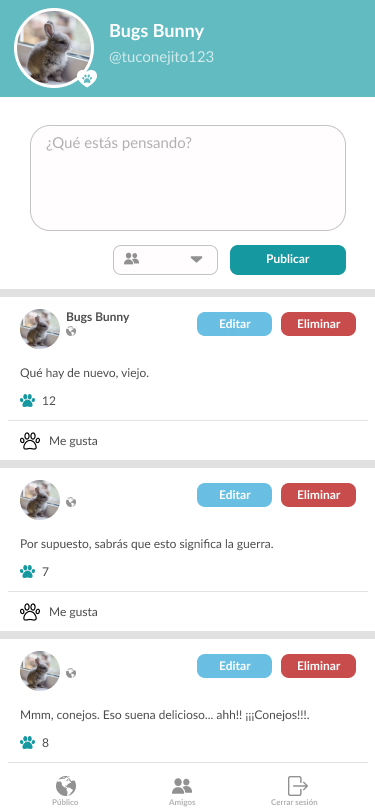 Bugs Bunny
@tuconejito123
¿Qué estás pensando?
Publicar
Bugs Bunny
Editar
Eliminar
Qué hay de nuevo, viejo.
12
Me gusta
Editar
Eliminar
Por supuesto, sabrás que esto significa la guerra.
7
Me gusta
Editar
Eliminar
Mmm, conejos. Eso suena delicioso... ahh!! ¡¡¡Conejos!!!.
8
Público
Amigos
Cerrar sesión